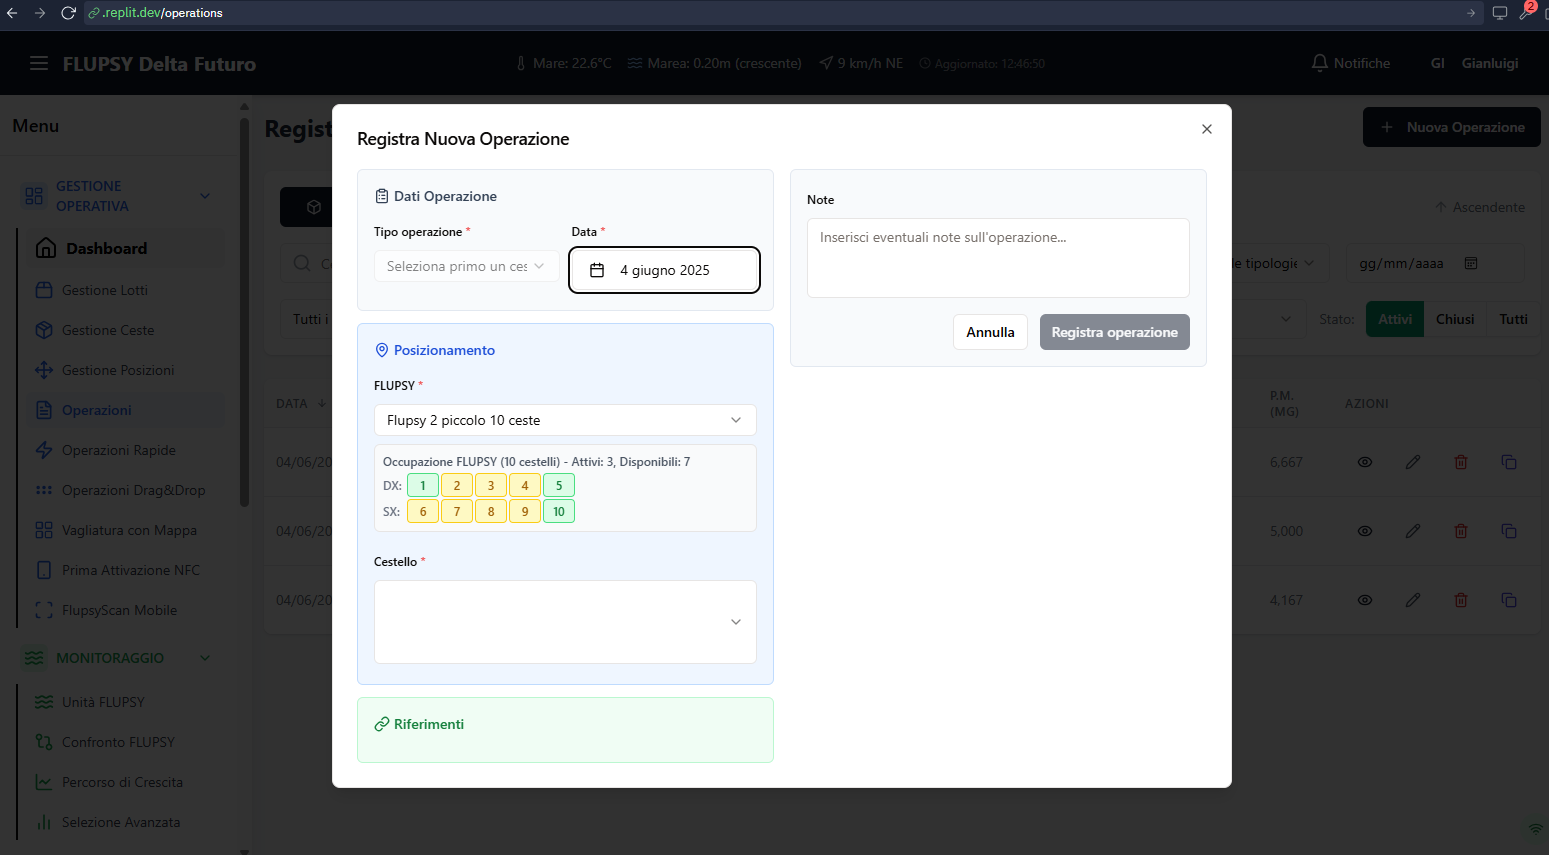 .replit.dev/operations
2
FLUPSY Delta Futuro
Mare: 22.6°C
Marea: 0.20m (crescente)
9 km/h NE
Aggiornato: 12:46:50
Notifiche
GI
Gianluigi
Menu
GESTIONE
OPERATIVA
Dashboard
Gestione Lotti
Gestione Ceste
Gestione Posizioni
Operazioni
Operazioni Rapide
Operazioni Drag&Drop
Vagliatura con Mappa
Prima Attivazione NFC
FlupsyScan Mobile
MONITORAGGIO
Unità FLUPSY
Confronto FLUPSY
Percorso di Crescita
Selezione Avanzata
Nuova Operazione
Ascendente
gg/mm/aaaa
Tutti i
Stato:
Attivi
Chiusi
Tutti
DATA
P.M.
(MG)
AZIONI
04/06/20
6,667
04/06/20
5,000
04/06/20
4,167
Registra Nuova Operazione
Dati Operazione
Tipo operazione *
Data *
Seleziona primo un ces
4 giugno 2025
Posizionamento
FLUPSY *
Flupsy 2 piccolo 10 ceste
Occupazione FLUPSY (10 cestelli) - Attivi: 3, Disponibili: 7
DX: 1 2 3 4 5
SX: 6 7 8 9 10
Cestello *
Riferimenti
Note
Inserisci eventuali note sull'operazione...
Annulla
Registra operazione